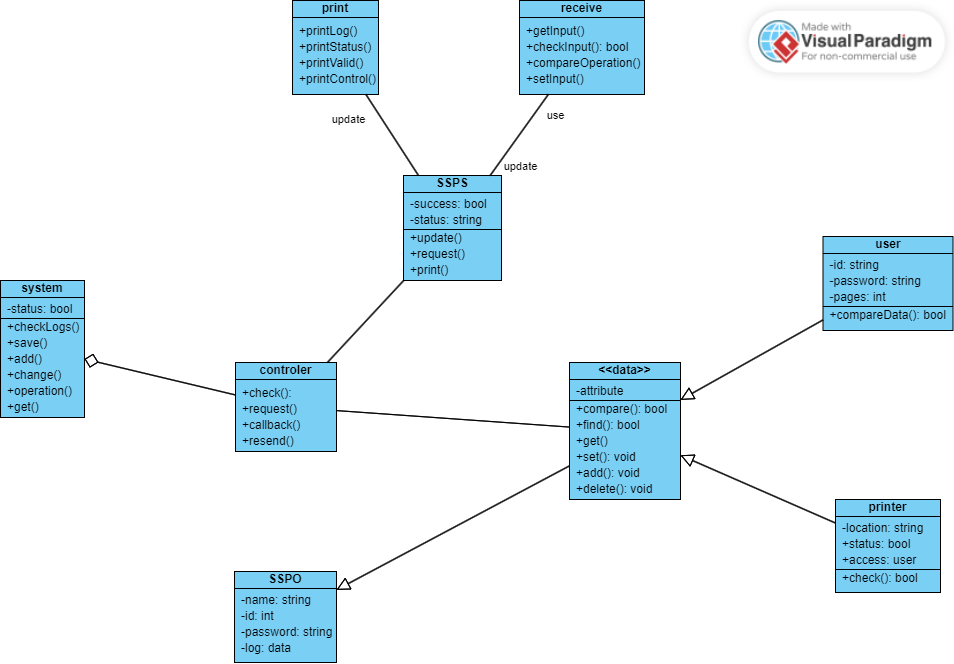 print
+printLog()
+printStatus()
+printValid()
+printControl()
receive
+getInput()
+checkInput(): bool
+compareOperation()
+setInput()
Made with
VisualParadigm
For non-commercial use
update
use
update
SSPS
-success: bool
-status: string
+update()
+request()
+print()
user
-id: string
-password: string
-pages: int
+compareData(): bool
system
-status: bool
+checkLogs()
+save()
+add()
+change()
+operation()
+get()
controler
+check():
+request()
+callback()
+resend()
<<data>>
-attribute
+compare(): bool
+find(): bool
+get()
+set(): void
+add(): void
+delete(): void
printer
-location: string
+status: bool
+access: user
+check(): bool
SSPO
-name: string
-id: int
-password: string
-log: data